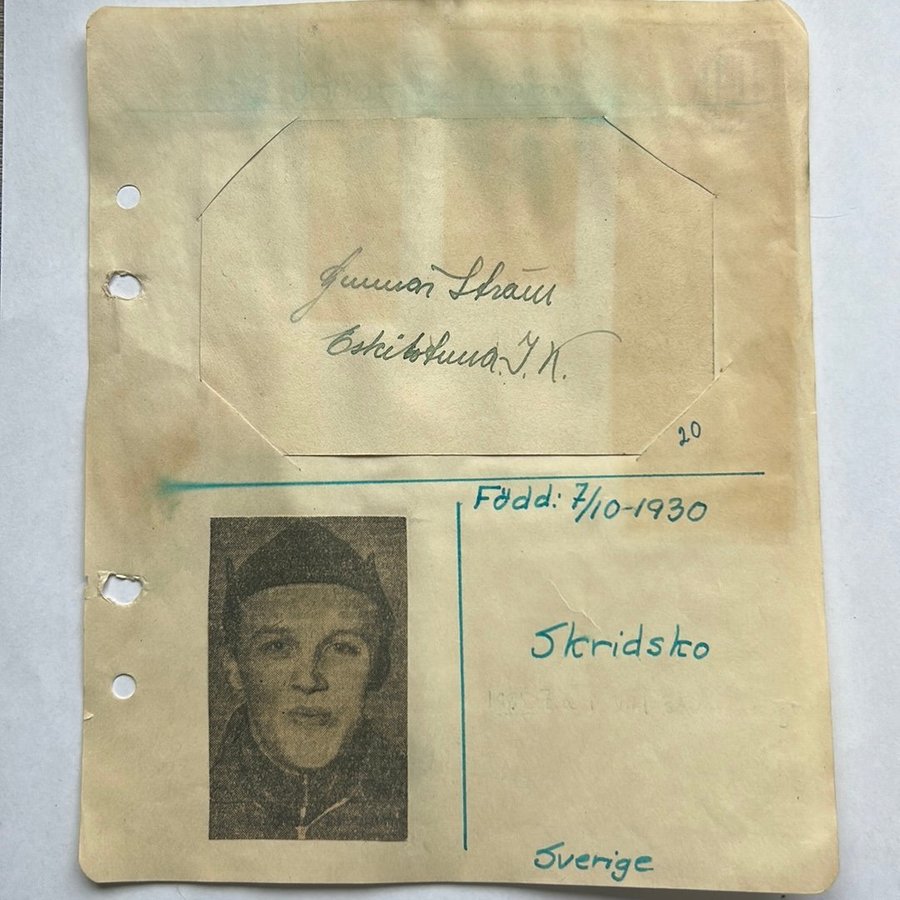 Gunnar Ström
Eskilstuna I.K.
20
Född: 7/10-1930
Skridsko
Sverige